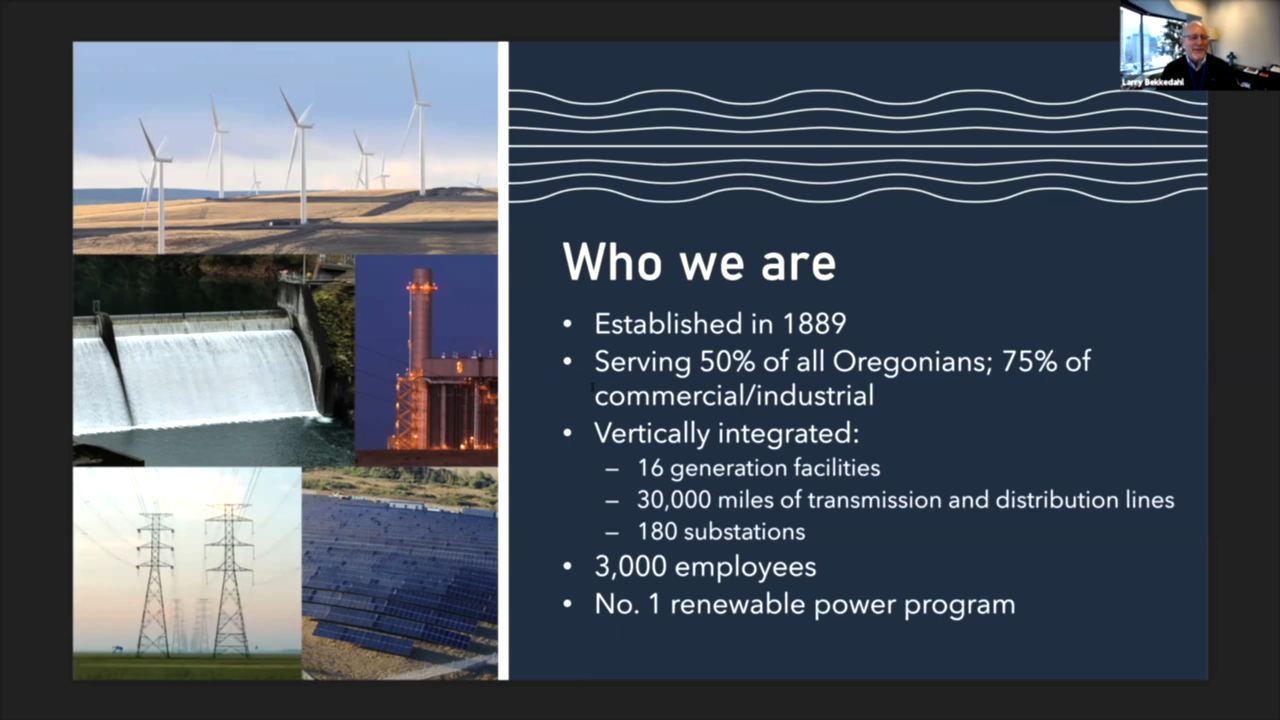 Larry Bekkedahl
Who we are
• Established in 1889
• Serving 50% of all Oregonians; 75% of
commercial/industrial
• Vertically integrated:
– 16 generation facilities
– 30,000 miles of transmission and distribution lines
– 180 substations
• 3,000 employees
• No. 1 renewable power program